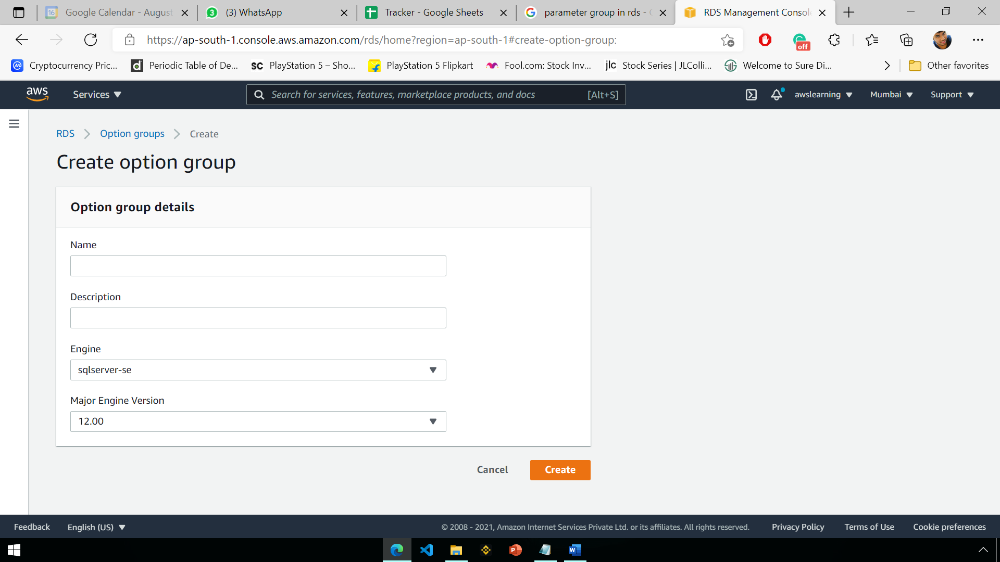 16 Google Calendar - August
3 (3) WhatsApp
Tracker - Google Sheets
parameter group in rds -
RDS Management Console
https://ap-south-1.console.aws.amazon.com/rds/home?region=ap-south-1#create-option-group:
off
Cryptocurrency Pric...
d Periodic Table of De...
SC PlayStation 5 – Sho...
PlayStation 5 Flipkart
Fool.com: Stock Inv...
jlc Stock Series | JLColli...
Welcome to Sure Di...
Other favorites
aws
Services
Search for services, features, marketplace products, and docs
[Alt+S]
awslearning
Mumbai
Support
RDS
Option groups
Create
Create option group
Option group details
Name
Description
Engine
sqlserver-se
Major Engine Version
12.00
Cancel
Create
Feedback
English (US)
© 2008 - 2021, Amazon Internet Services Private Ltd. or its affiliates. All rights reserved.
Privacy Policy
Terms of Use
Cookie preferences
P
W